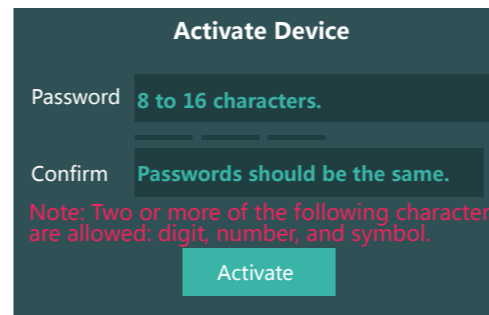 Activate Device
Password 8 to 16 characters.
Confirm Passwords should be the same.
Note: Two or more of the following character
are allowed: digit, number, and symbol.
Activate